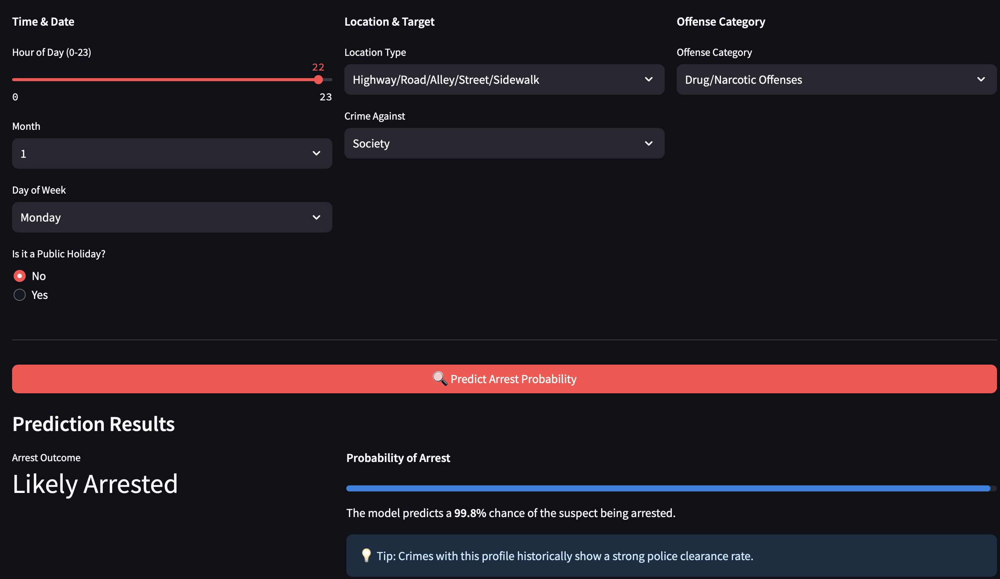 Time & Date
Hour of Day (0-23)
22
0
23
Month
1
Day of Week
Monday
Is it a Public Holiday?
No
Yes
Location & Target
Location Type
Highway/Road/Alley/Street/Sidewalk
Crime Against
Society
Offense Category
Offense Category
Drug/Narcotic Offenses
Predict Arrest Probability
Prediction Results
Arrest Outcome
Likely Arrested
Probability of Arrest
The model predicts a 99.8% chance of the suspect being arrested.
Tip: Crimes with this profile historically show a strong police clearance rate.